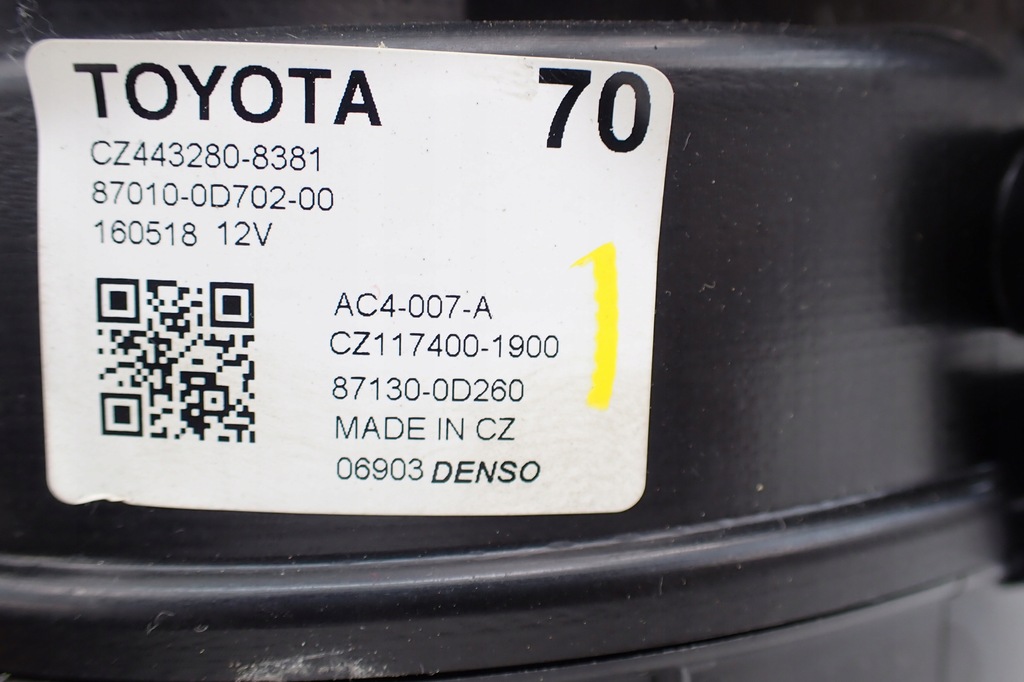 TOYOTA 70
CZ443280-8381
87010-0D702-00
160518 12V
AC4-007-A
CZ117400-1900
87130-0D260
MADE IN CZ
06903 DENSO